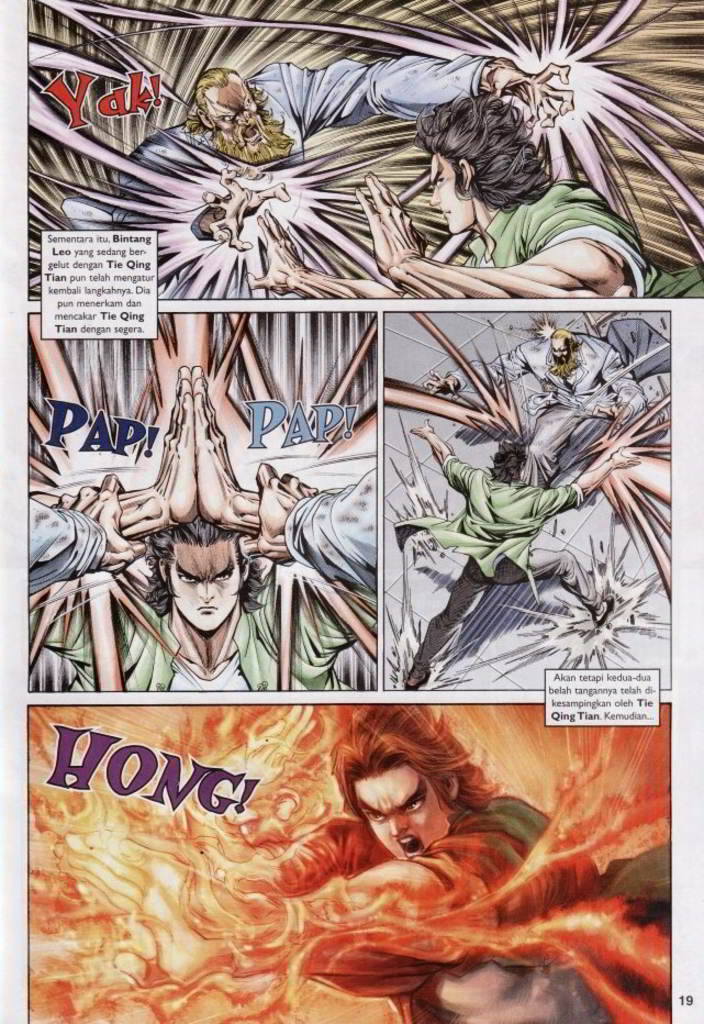 Yak!
Sementara itu, Bintang
Leo yang sedang ber-
gelut dengan Tie Qing
Tian pun telah mengatur
kembali langkahnya. Dia
pun menerkam dan
mencakar Tie Qing
Tian dengan segera.
PAP!
PAP!
Akan tetapi kedua-dua
belah tangannya telah di-
kesampingkan oleh Tie
Qing Tian. Kemudian...
HONG!
19